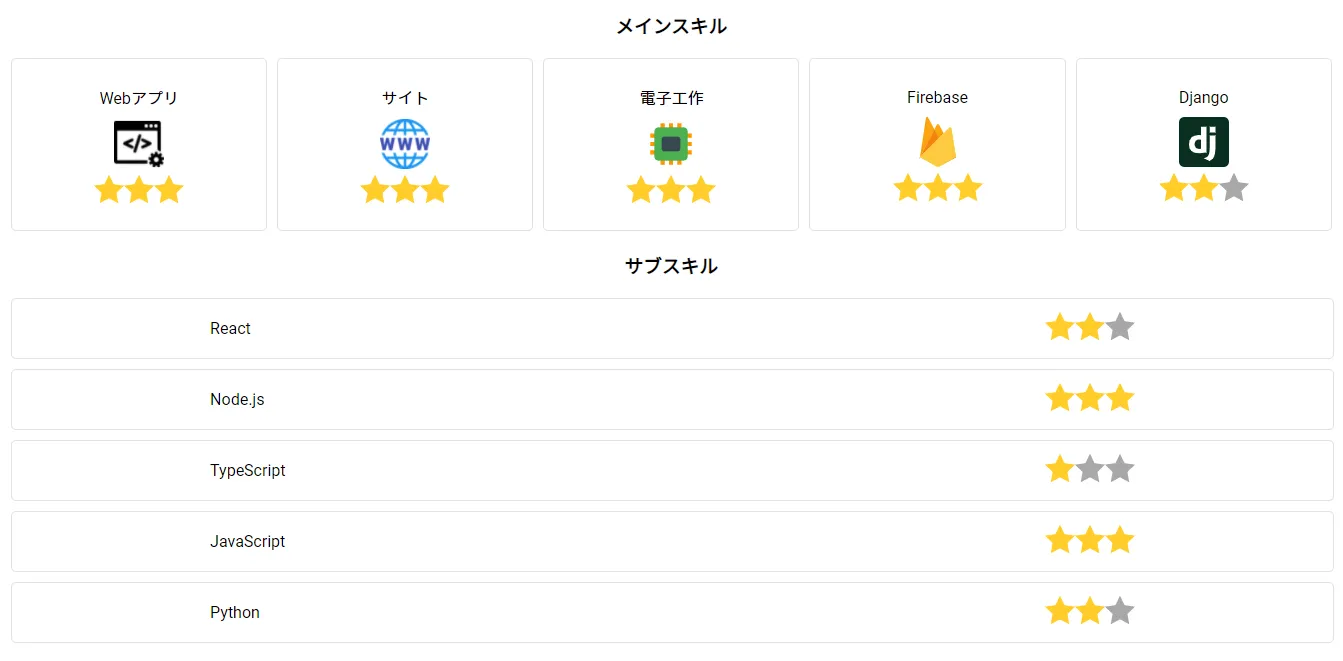 メインスキル
Webアプリ
サイト
電子工作
Firebase
Django
</>
WWW
dj
サブスキル
React
Node.js
TypeScript
JavaScript
Python